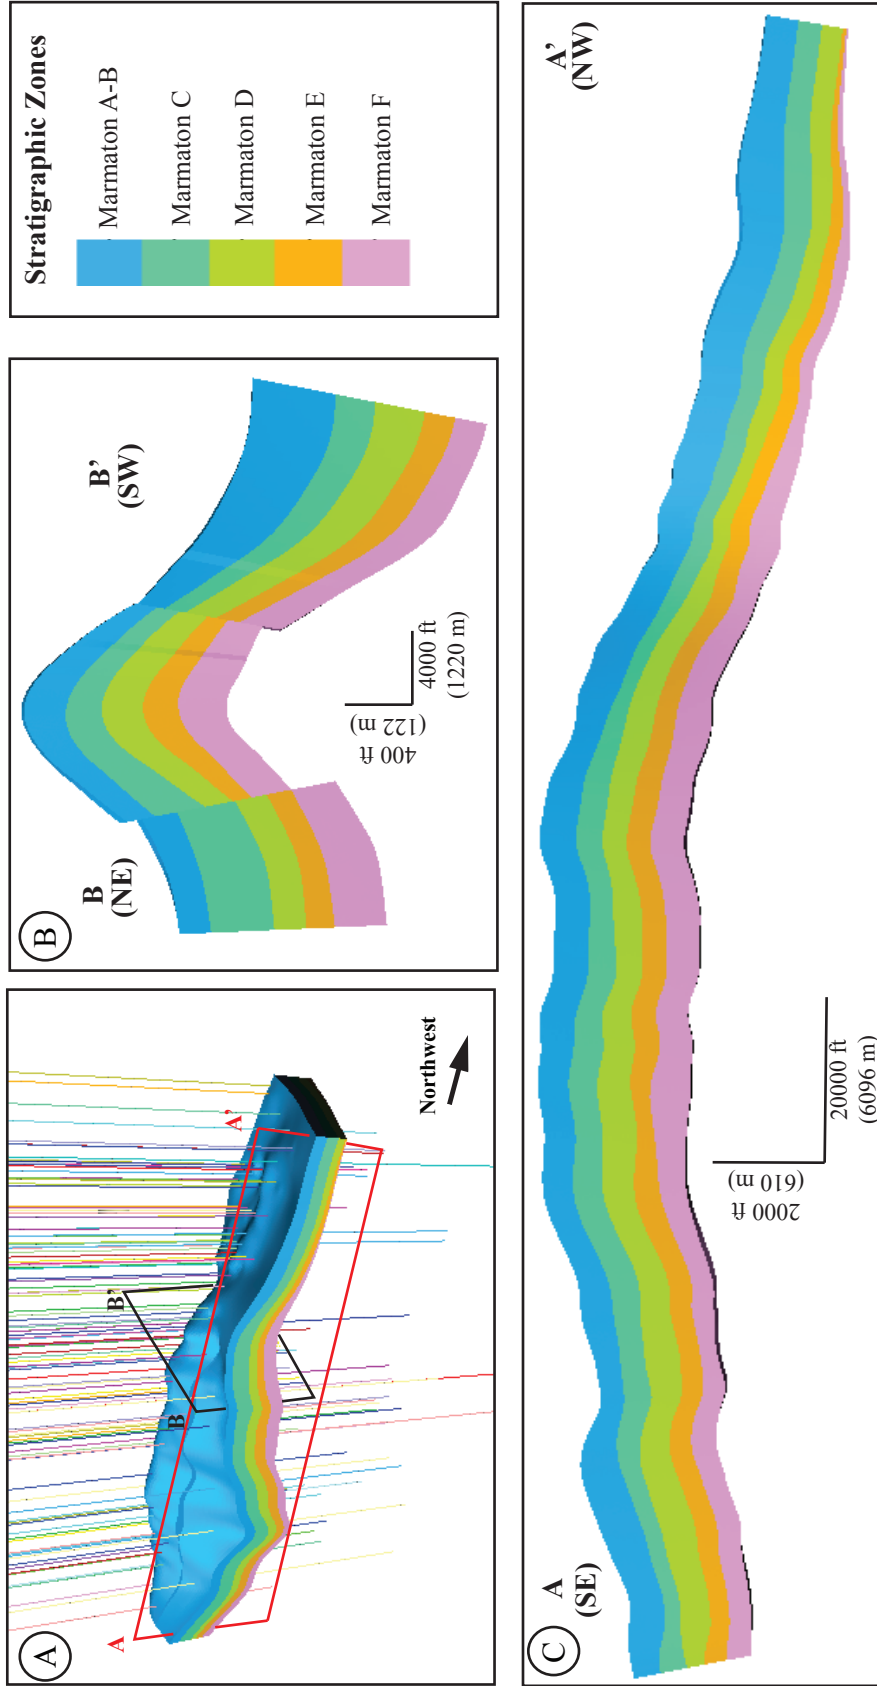 A
A
A'
B
B'
Northwest
B
B
(NE)
B'
(SW)
400 ft
(122 m)
4000 ft
(1220 m)
Stratigraphic Zones
Marmaton A-B
Marmaton C
Marmaton D
Marmaton E
Marmaton F
C
A
(SE)
A'
(NW)
2000 ft
(610 m)
20000 ft
(6096 m)